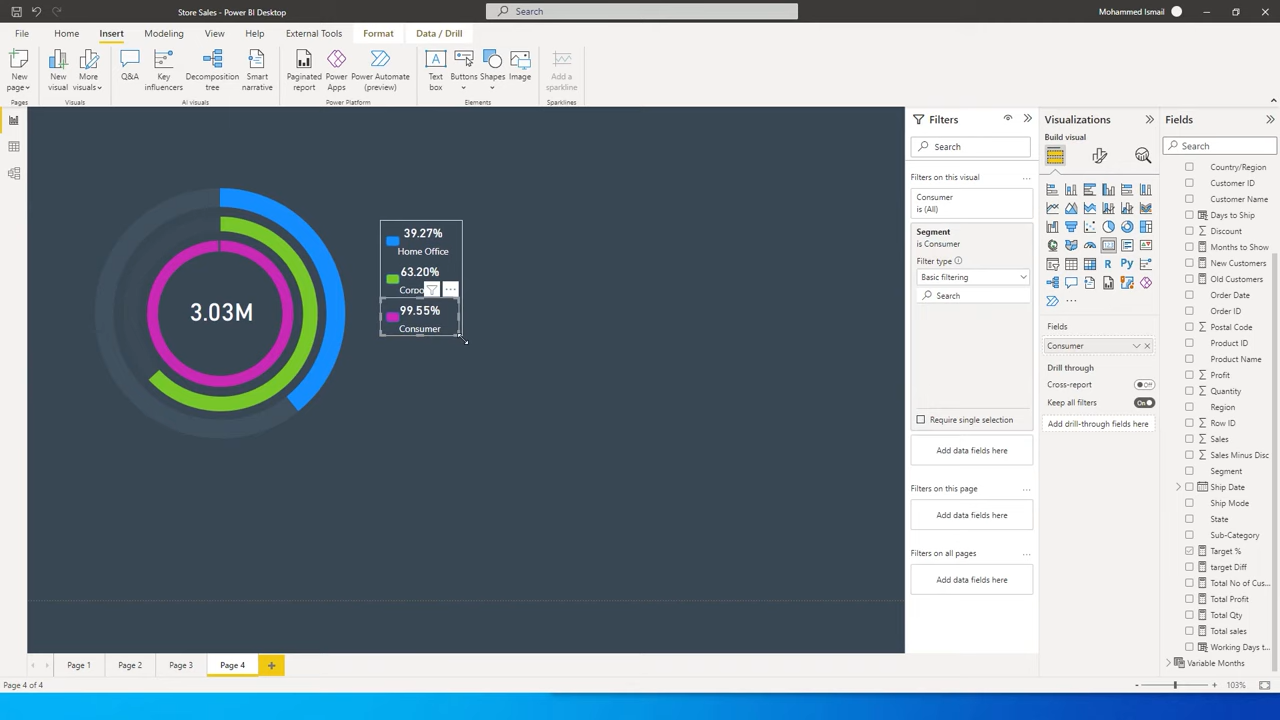 Store Sales - Power BI Desktop
Search
Mohammed Ismail
File
Home
Insert
Modeling
View
Help
External Tools
Format
Data / Drill
New page
New visual
More visuals
Q&A
Key influencers
Decomposition tree
Smart narrative
Paginated report
Power Apps
Power Automate (preview)
Text box
Buttons
Shapes
Image
Add a sparkline
Pages
Visuals
AI visuals
Power Platform
Elements
Sparklines
3.03M
39.27%
Home Office
63.20%
Corpo
99.55%
Consumer
Filters
Search
Filters on this visual
Consumer
is (All)
Segment
is Consumer
Filter type
Basic filtering
Search
Require single selection
Add data fields here
Filters on this page
Add data fields here
Filters on all pages
Add data fields here
Visualizations
Build visual
R
Py
123
Fields
Consumer
Drill through
Cross-report
Off
Keep all filters
On
Add drill-through fields here
Fields
Search
Country/Region
Customer ID
Customer Name
Days to Ship
Discount
Months to Show
New Customers
Old Customers
Order Date
Order ID
Postal Code
Product ID
Product Name
Profit
Quantity
Region
Row ID
Sales
Sales Minus Disc
Segment
Ship Date
Ship Mode
State
Sub-Category
Target %
target Diff
Total No of Cus...
Total Profit
Total Qty
Total sales
Working Days t...
Variable Months
Page 1
Page 2
Page 3
Page 4
Page 4 of 4
103%